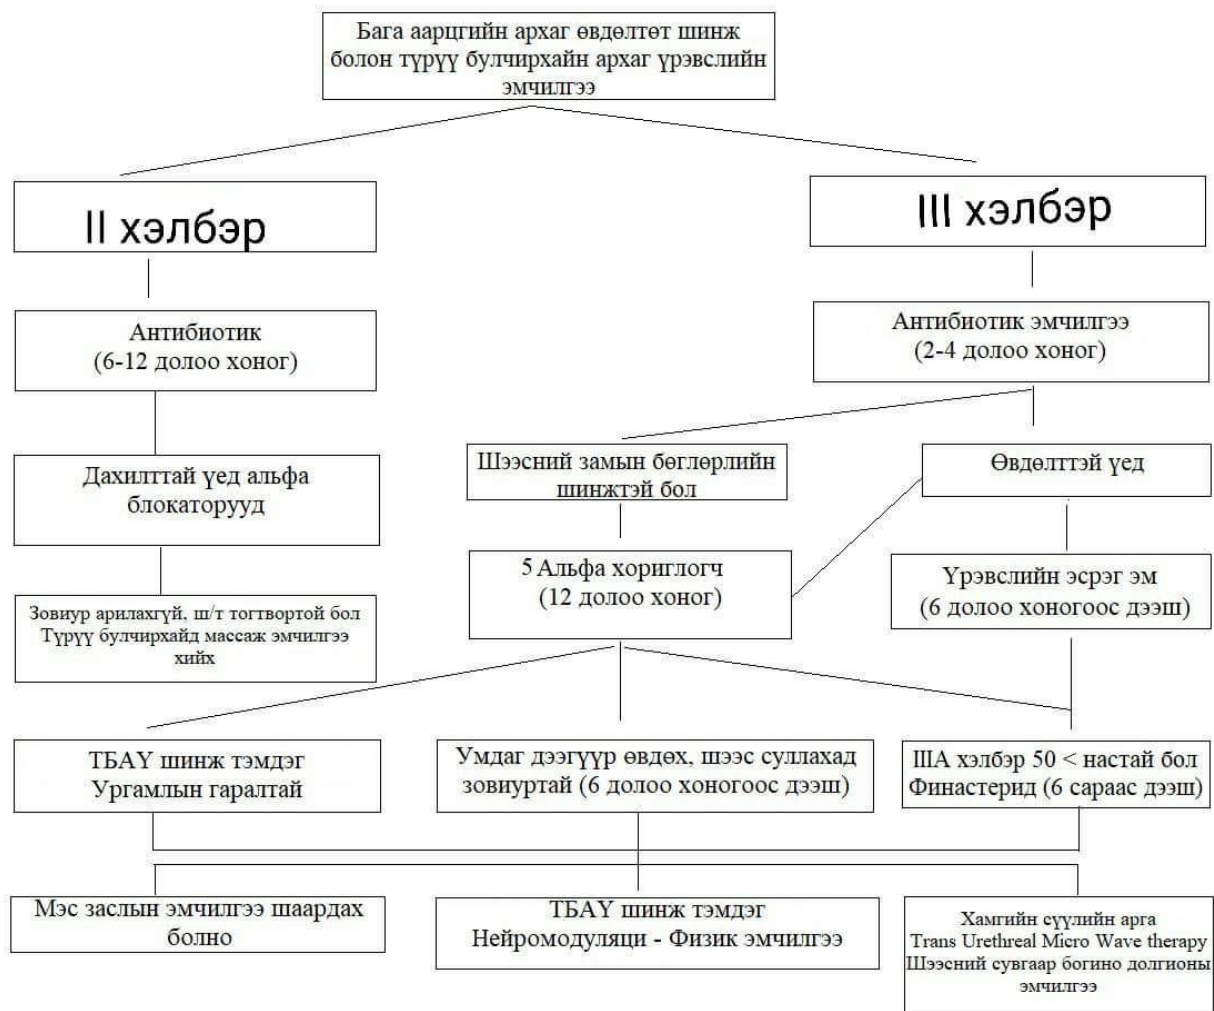 Бага аарцгийн архаг өвдөлтөт шинж
болон түрүү булчирхайн архаг үрэвслийн
эмчилгээ
II хэлбэр
III хэлбэр
Антибиотик
(6-12 долоо хоног)
Антибиотик эмчилгээ
(2-4 долоо хоног)
Дахилттай үед альфа
блокаторууд
Шээсний замын бөглрлийн
шинжтэй бол
Өвдөлттэй үед
5 Альфа хориглогч
(12 долоо хоног)
Үрэвслийн эсрэг эм
(6 долоо хоногоос дээш)
Зовиур арилахгүй, ш/т тогтвортой бол
Түрүү булчирхайд массаж эмчилгээ
хийх
ТБАҮ шинж тэмдэг
Ургамлын гаралтай
Умдаг дээгүүр өвдөх, шээс суллахад
зовиуртай (6 долоо хоногоос дээш)
IIIA хэлбэр 50 < настай бол
Финастерид (6 сараас дээш)
Мэс заслын эмчилгээ шаардах
болно
ТБАҮ шинж тэмдэг
Нейромодуляци - Физик эмчилгээ
Хамгийн сүүлийн арга
Trans Urethreal Micro Wave therapy
Шээсний сувгаар богино долгионы
эмчилгээ